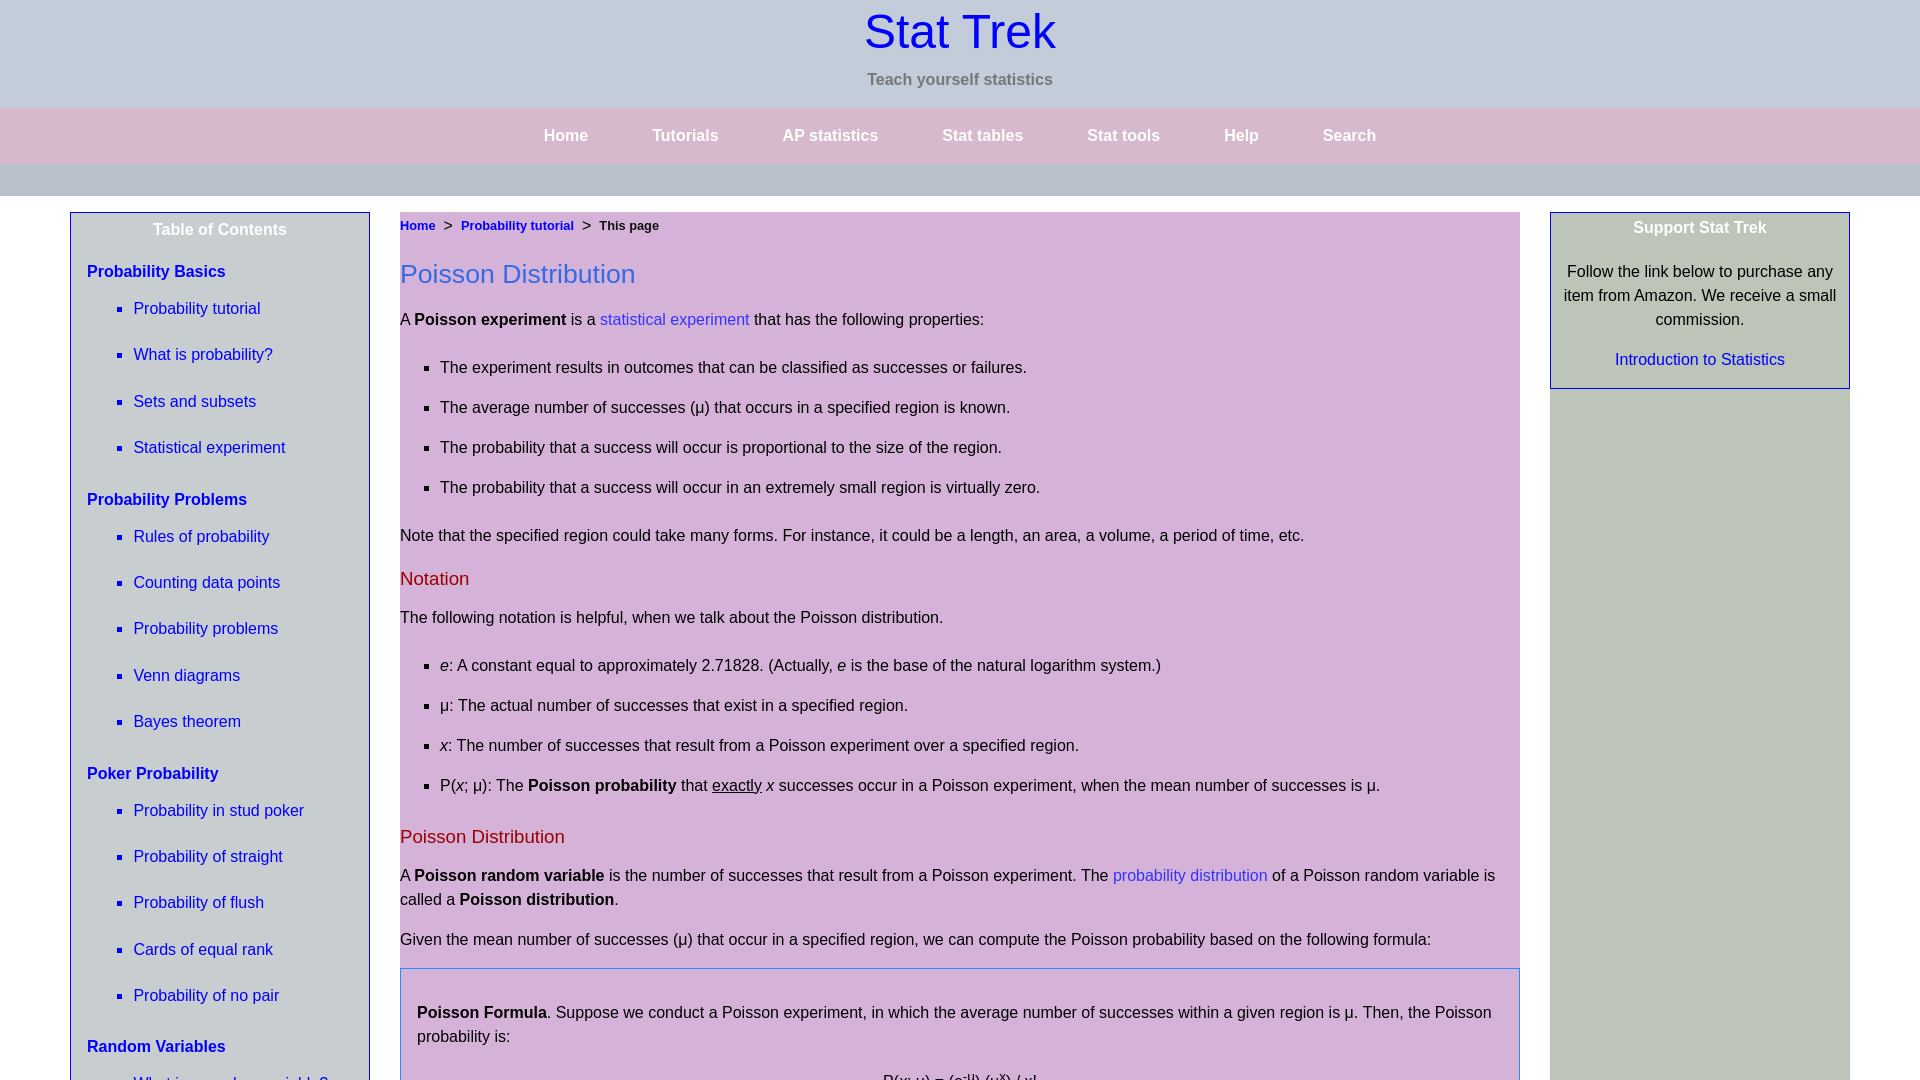 Stat Trek
Teach yourself statistics
Home
Tutorials
AP statistics
Stat tables
Stat tools
Help
Search
Table of Contents
Probability Basics
Probability tutorial
What is probability?
Sets and subsets
Statistical experiment
Probability Problems
Rules of probability
Counting data points
Probability problems
Venn diagrams
Bayes theorem
Poker Probability
Probability in stud poker
Probability of straight
Probability of flush
Cards of equal rank
Probability of no pair
Random Variables
Home > Probability tutorial > This page
Poisson Distribution
A Poisson experiment is a statistical experiment that has the following properties:
The experiment results in outcomes that can be classified as successes or failures.
The average number of successes (μ) that occurs in a specified region is known.
The probability that a success will occur is proportional to the size of the region.
The probability that a success will occur in an extremely small region is virtually zero.
Note that the specified region could take many forms. For instance, it could be a length, an area, a volume, a period of time, etc.
Notation
The following notation is helpful, when we talk about the Poisson distribution.
e: A constant equal to approximately 2.71828. (Actually, e is the base of the natural logarithm system.)
μ: The actual number of successes that exist in a specified region.
x: The number of successes that result from a Poisson experiment over a specified region.
P(x; μ): The Poisson probability that exactly x successes occur in a Poisson experiment, when the mean number of successes is μ.
Poisson Distribution
A Poisson random variable is the number of successes that result from a Poisson experiment. The probability distribution of a Poisson random variable is
called a Poisson distribution.
Given the mean number of successes (μ) that occur in a specified region, we can compute the Poisson probability based on the following formula:
Poisson Formula. Suppose we conduct a Poisson experiment, in which the average number of successes within a given region is μ. Then, the Poisson
probability is:
Support Stat Trek
Follow the link below to purchase any
item from Amazon. We receive a small
commission.
Introduction to Statistics